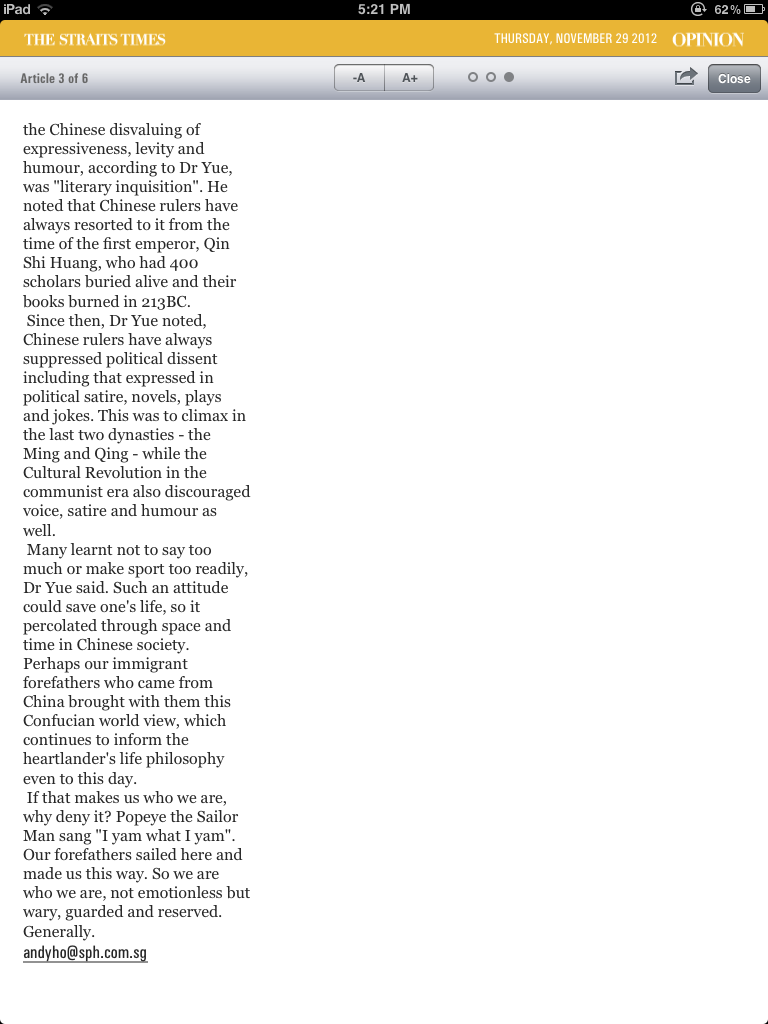 iPad
5:21 PM
62%
THE STRAITS TIMES
THURSDAY, NOVEMBER 29 2012 OPINION
Article 3 of 6
-A
A+
Close
the Chinese disvaluing of
expressiveness, levity and
humour, according to Dr Yue,
was "literary inquisition". He
noted that Chinese rulers have
always resorted to it from the
time of the first emperor, Qin
Shi Huang, who had 400
scholars buried alive and their
books burned in 213BC.
Since then, Dr Yue noted,
Chinese rulers have always
suppressed political dissent
including that expressed in
political satire, novels, plays
and jokes. This was to climax in
the last two dynasties - the
Ming and Qing - while the
Cultural Revolution in the
communist era also discouraged
voice, satire and humour as
well.
Many learnt not to say too
much or make sport too readily,
Dr Yue said. Such an attitude
could save one's life, so it
percolated through space and
time in Chinese society.
Perhaps our immigrant
forefathers who came from
China brought with them this
Confucian world view, which
continues to inform the
heartlander's life philosophy
even to this day.
If that makes us who we are,
why deny it? Popeye the Sailor
Man sang "I yam what I yam".
Our forefathers sailed here and
made us this way. So we are
who we are, not emotionless but
wary, guarded and reserved.
Generally.
andyho@sph.com.sg